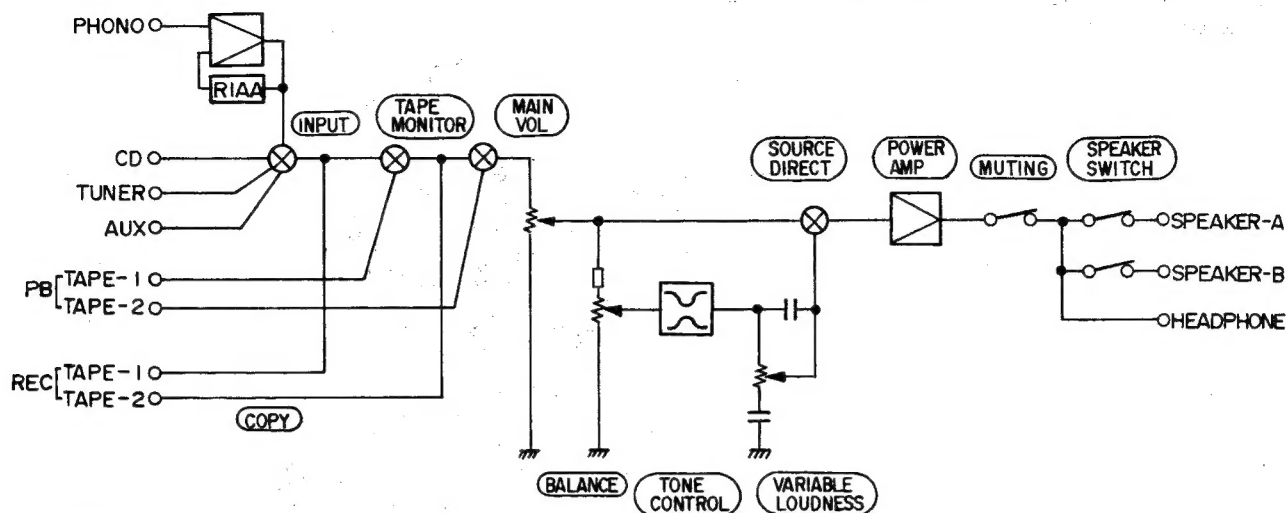 PHONO
RIAA
INPUT
TAPE
MONITOR
MAIN
VOL
CD
TUNER
AUX
SOURCE
DIRECT
POWER
AMP
MUTING
SPEAKER
SWITCH
SPEAKER-A
SPEAKER-B
HEADPHONE
PB
TAPE-1
TAPE-2
REC
TAPE-1
TAPE-2
COPY
BALANCE
TONE
CONTROL
VARIABLE
LOUDNESS